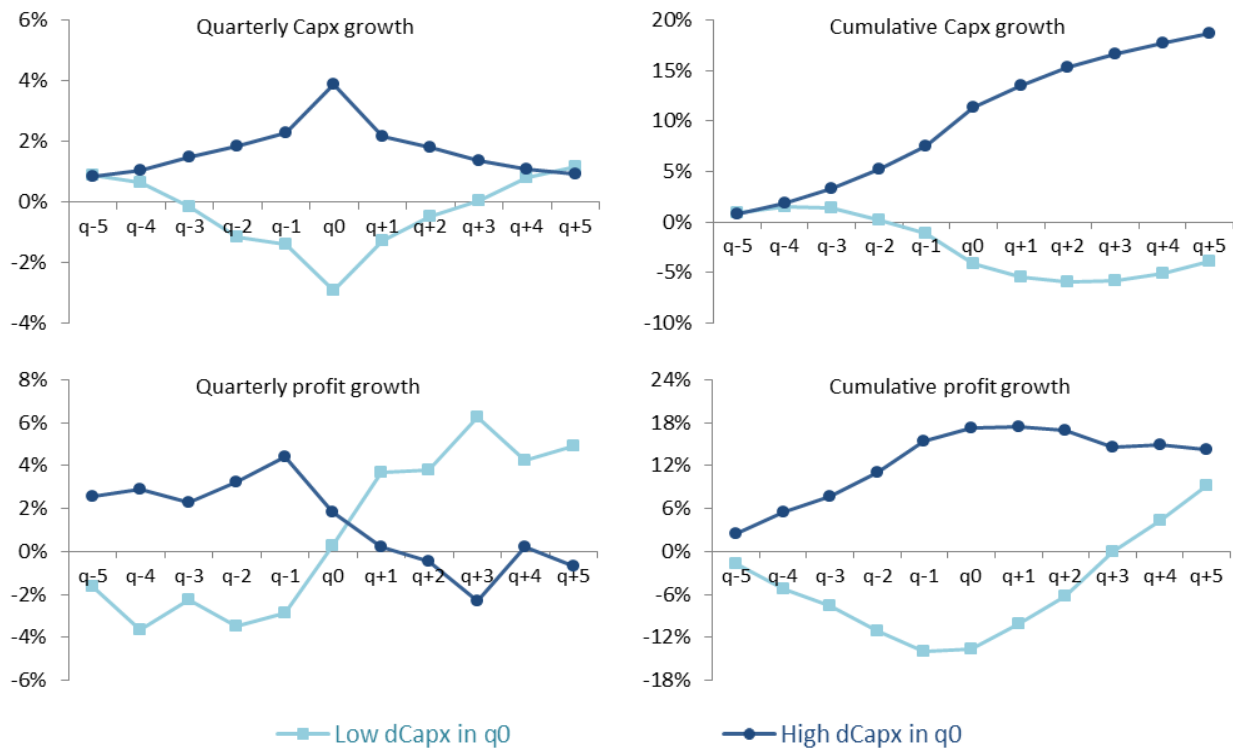 Quarterly Capx growth
6%
4%
2%
0%
-2%
-4%
q-5 q-4 q-3 q-2 q-1 q0 q+1 q+2 q+3 q+4 q+5
Cumulative Capx growth
20%
15%
10%
5%
0%
-5%
-10%
q-5 q-4 q-3 q-2 q-1 q0 q+1 q+2 q+3 q+4 q+5
Quarterly profit growth
8%
6%
4%
2%
0%
-2%
-4%
-6%
q-5 q-4 q-3 q-2 q-1 q0 q+1 q+2 q+3 q+4 q+5
Cumulative profit growth
24%
18%
12%
6%
0%
-6%
-12%
-18%
q-5 q-4 q-3 q-2 q-1 q0 q+1 q+2 q+3 q+4 q+5
Low dCapx in q0
High dCapx in q0